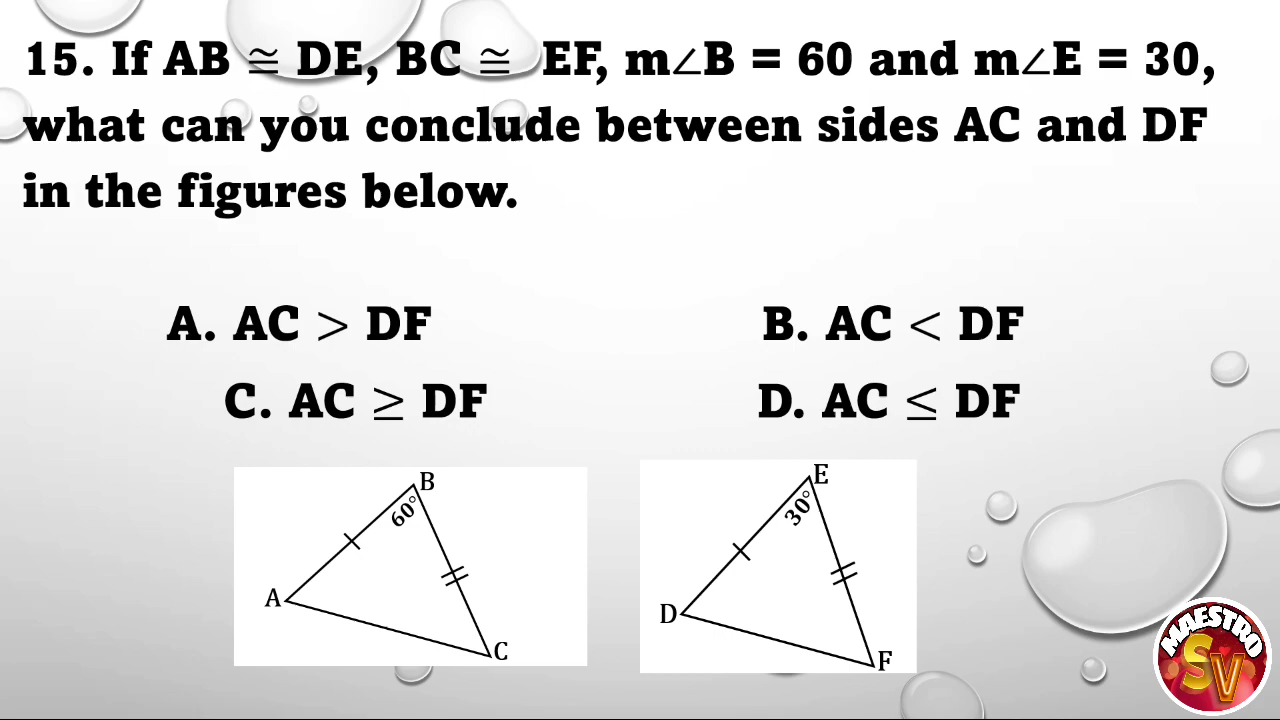 15. If AB ≅ DE, BC ≅ EF, m∠B = 60 and m∠E = 30,
what can you conclude between sides AC and DF
in the figures below.
A. AC > DF
B. AC < DF
C. AC ≥ DF
D. AC ≤ DF
B
60°
A
C
E
30°
D
F
MAESTRO
SV